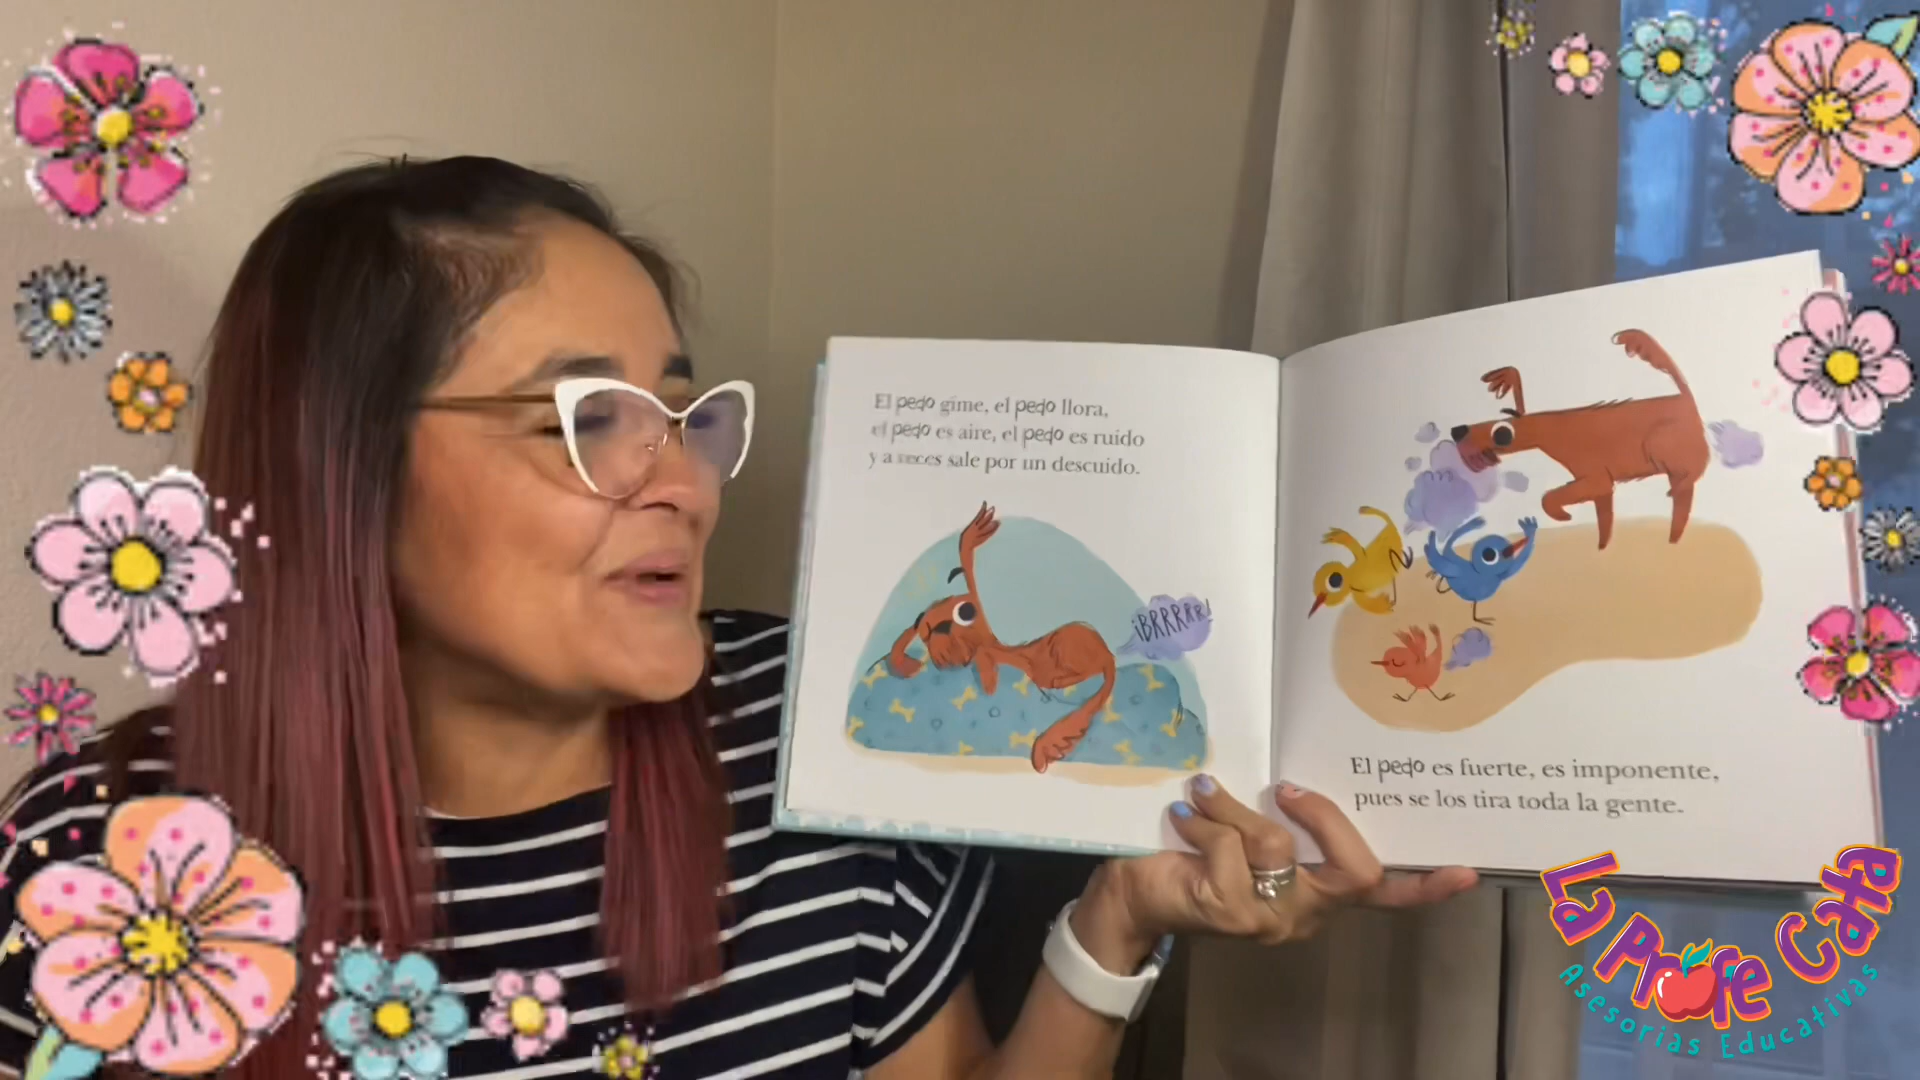 El pedo gime, el pedo llora,
el pedo es aire, el pedo es ruido
y a veces sale por un descuido.
¡BRRRRR!
El pedo es fuerte, es imponente,
pues se los tira toda la gente.
La Profe Cata
Asesorías Educativas